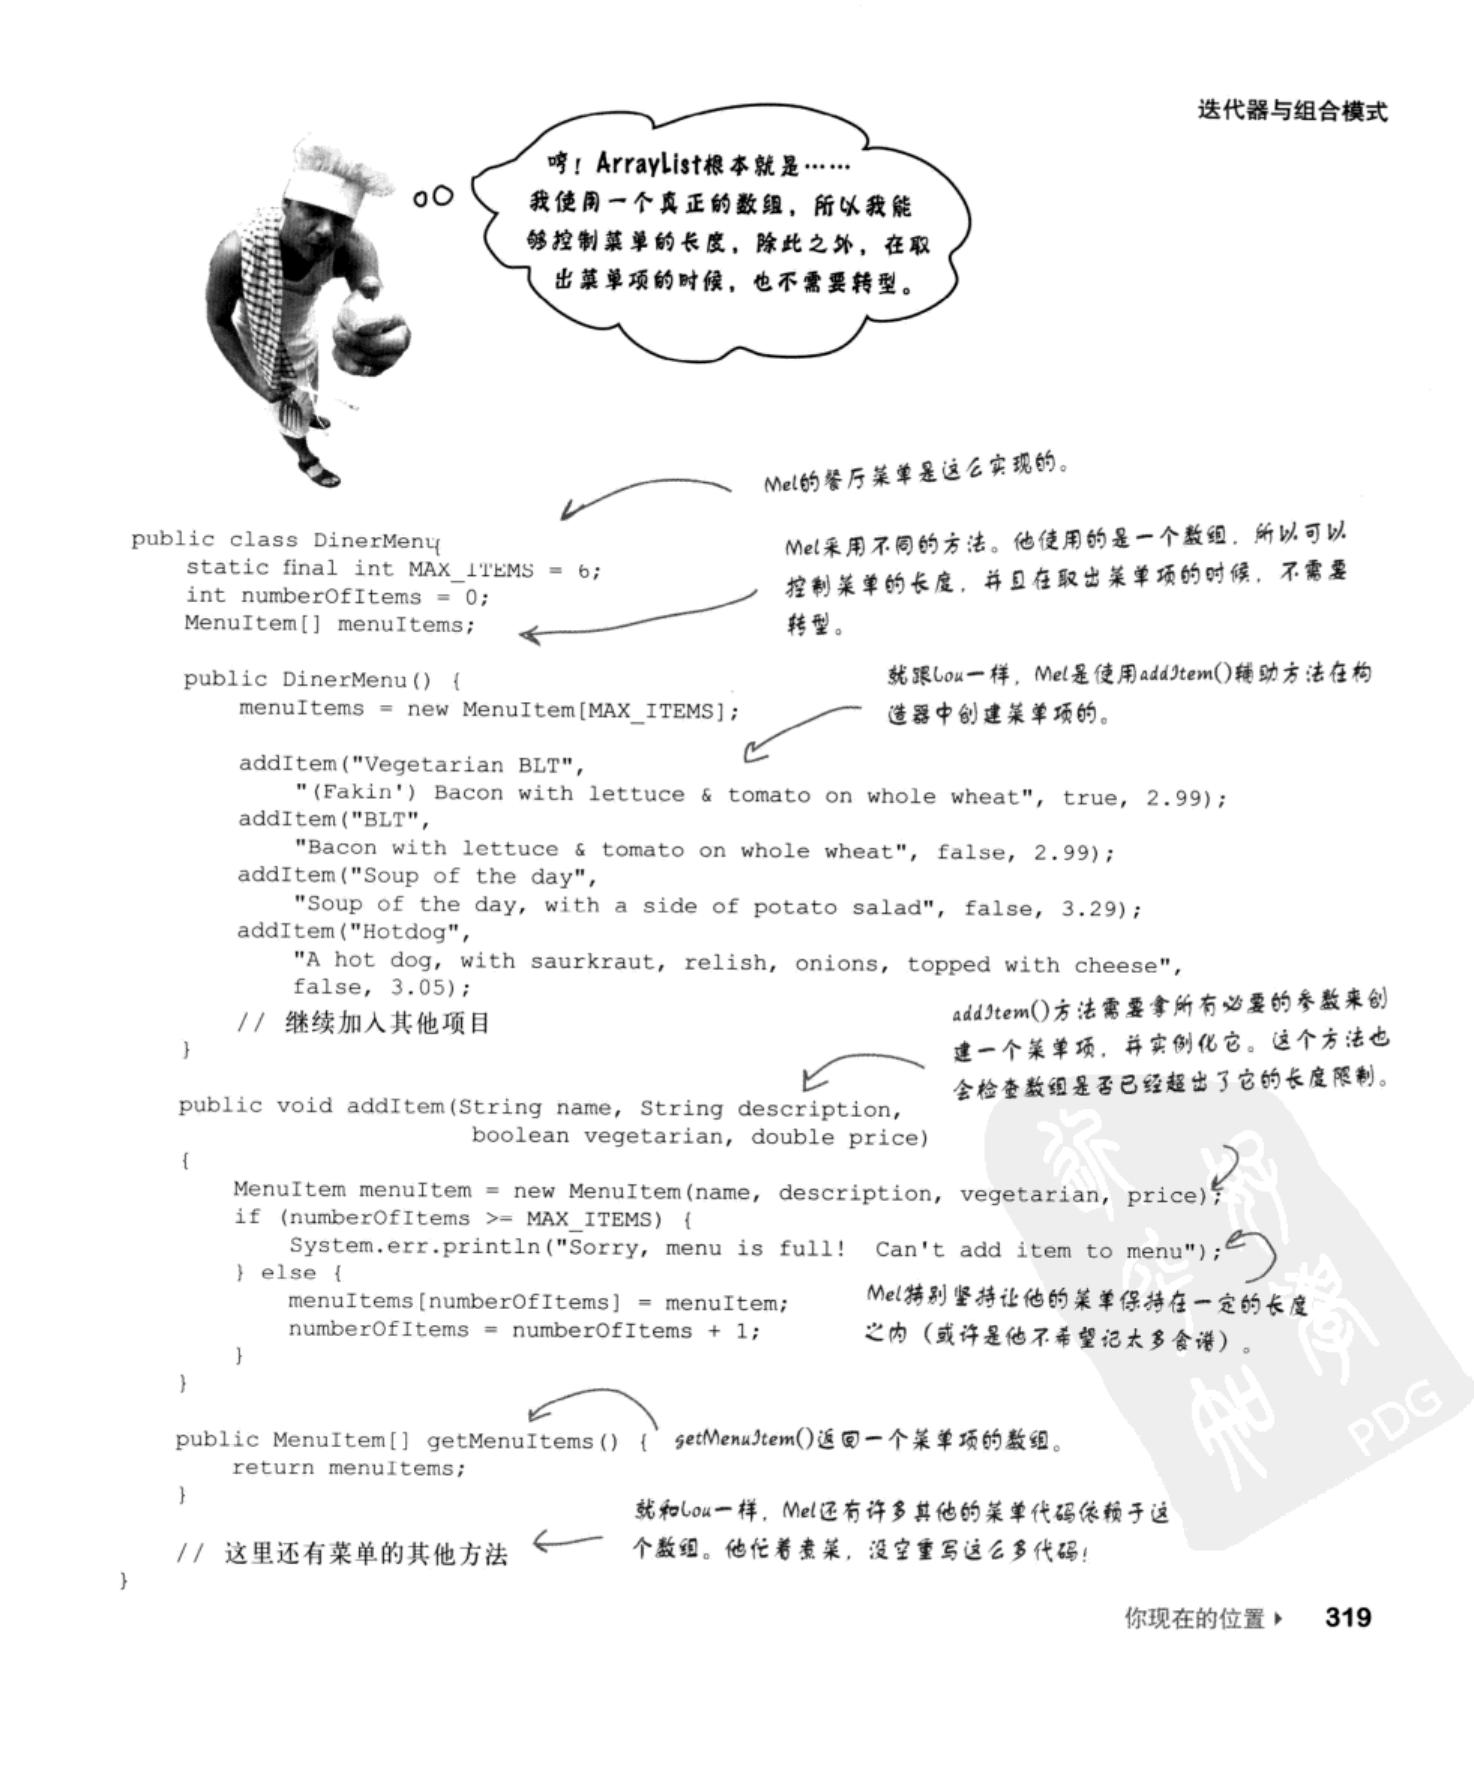 迭代器与组合模式
哼！ArrayList根本就是……
我使用一个真正的数组，所以我能
够控制菜单的长度，除此之外，在取
出菜单项的时候，也不需要转型。
Mel的餐厅菜单是这么实现的。
public class DinerMenu{
static final int MAX_ITEMS = 6;
int numberOfItems = 0;
MenuItem[] menuItems;
Mel采用不同的方法。他使用的是一个数组，所以可以
控制菜单的长度，并且在取出菜单项的时候，不需要
转型。
public DinerMenu() {
menuItems = new MenuItem[MAX_ITEMS];
就跟Lou一样，Mel是使用addItem()辅助方法在构
造器中创建菜单项的。
addItem("Vegetarian BLT",
"(Fakin') Bacon with lettuce & tomato on whole wheat", true, 2.99);
addItem("BLT",
"Bacon with lettuce & tomato on whole wheat", false, 2.99);
addItem("Soup of the day",
"Soup of the day, with a side of potato salad", false, 3.29);
addItem("Hotdog",
"A hot dog, with saurkraut, relish, onions, topped with cheese",
false, 3.05);
// 继续加入其他项目
}
addItem()方法需要拿所有必要的参数来创
建一个菜单项，并实例化它。这个方法也
会检查数组是否已经超出了它的长度限制。
public void addItem(String name, String description,
boolean vegetarian, double price)
{
MenuItem menuItem = new MenuItem(name, description, vegetarian, price);
if (numberOfItems >= MAX_ITEMS) {
System.err.println("Sorry, menu is full!  Can't add item to menu");
} else {
menuItems[numberOfItems] = menuItem;
numberOfItems = numberOfItems + 1;
}
}
Mel特别坚持让他的菜单保持在一定的长度
之内（或许是他不希望记太多食谱）。
public MenuItem[] getMenuItems() {
return menuItems;
}
getMenuItem()返回一个菜单项的数组。
// 这里还有菜单的其他方法
}
就和Lou一样，Mel还有许多其他的菜单代码依赖于这
个数组。他忙着煮菜，没空重写这么多代码！
PDG
你现在的位置▶ 319